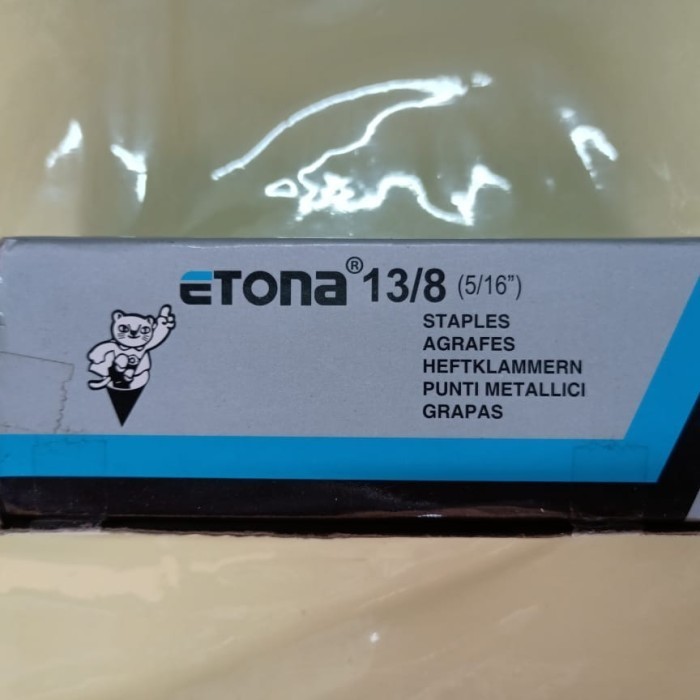 ETONA® 13/8 (5/16")
STAPLES
AGRAFES
HEFTKLAMMERN
PUNTI METALLICI
GRAPAS